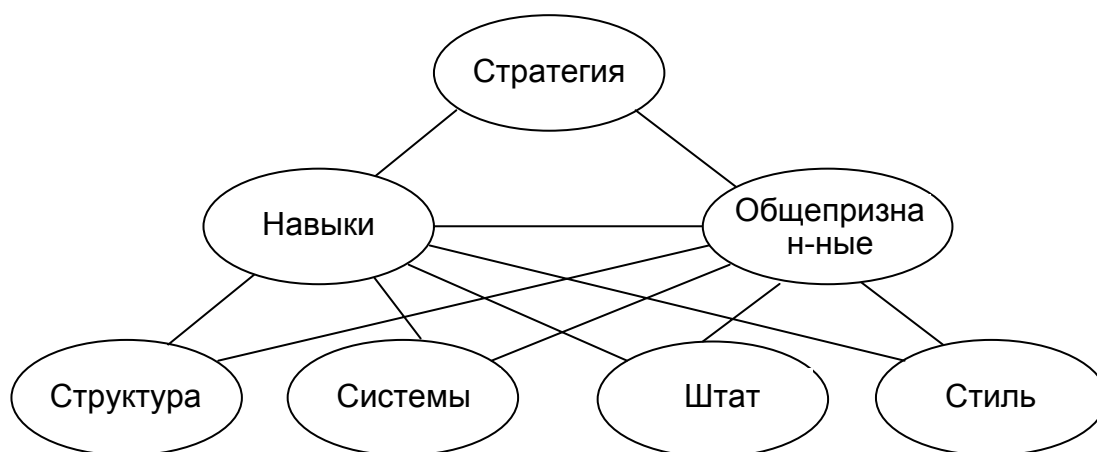 Стратегия
Навыки
Общепризна
н-ные
Структура
Системы
Штат
Стиль